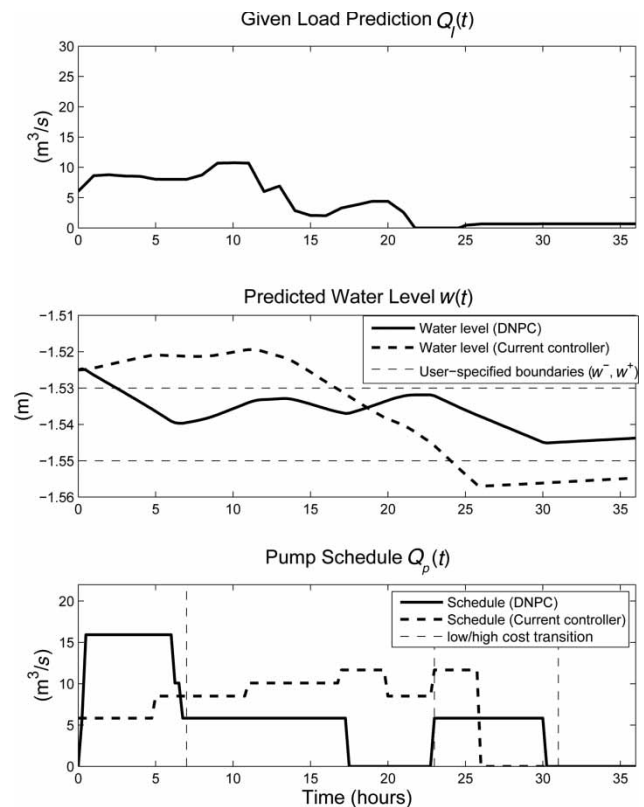 Given Load Prediction Q_l(t)
30
25
20
15
10
5
0
(m³/s)
0 5 10 15 20 25 30 35
Predicted Water Level w(t)
−1.51
−1.52
−1.53
−1.54
−1.55
−1.56
(m)
Water level (DNPC)
Water level (Current controller)
User-specified boundaries (w⁻, w⁺)
0 5 10 15 20 25 30 35
Pump Schedule Q_p(t)
20
15
10
5
0
(m³/s)
Schedule (DNPC)
Schedule (Current controller)
low/high cost transition
0 5 10 15 20 25 30 35
Time (hours)